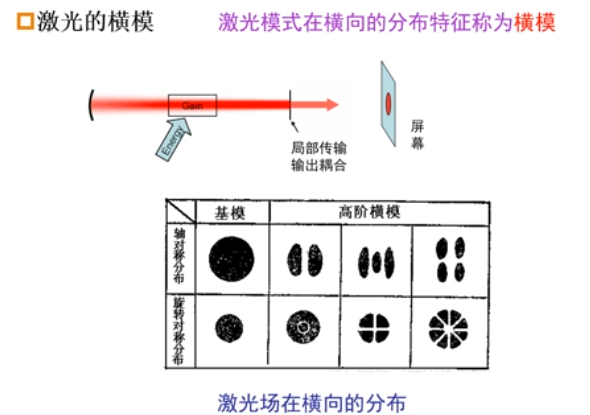 激光的横模
激光模式在横向的分布特征称为横模
Gain
Energy
局部传输
输出耦合
屏
幕
基模
高阶横模
轴对称分布
旋转对称分布
激光场在横向的分布